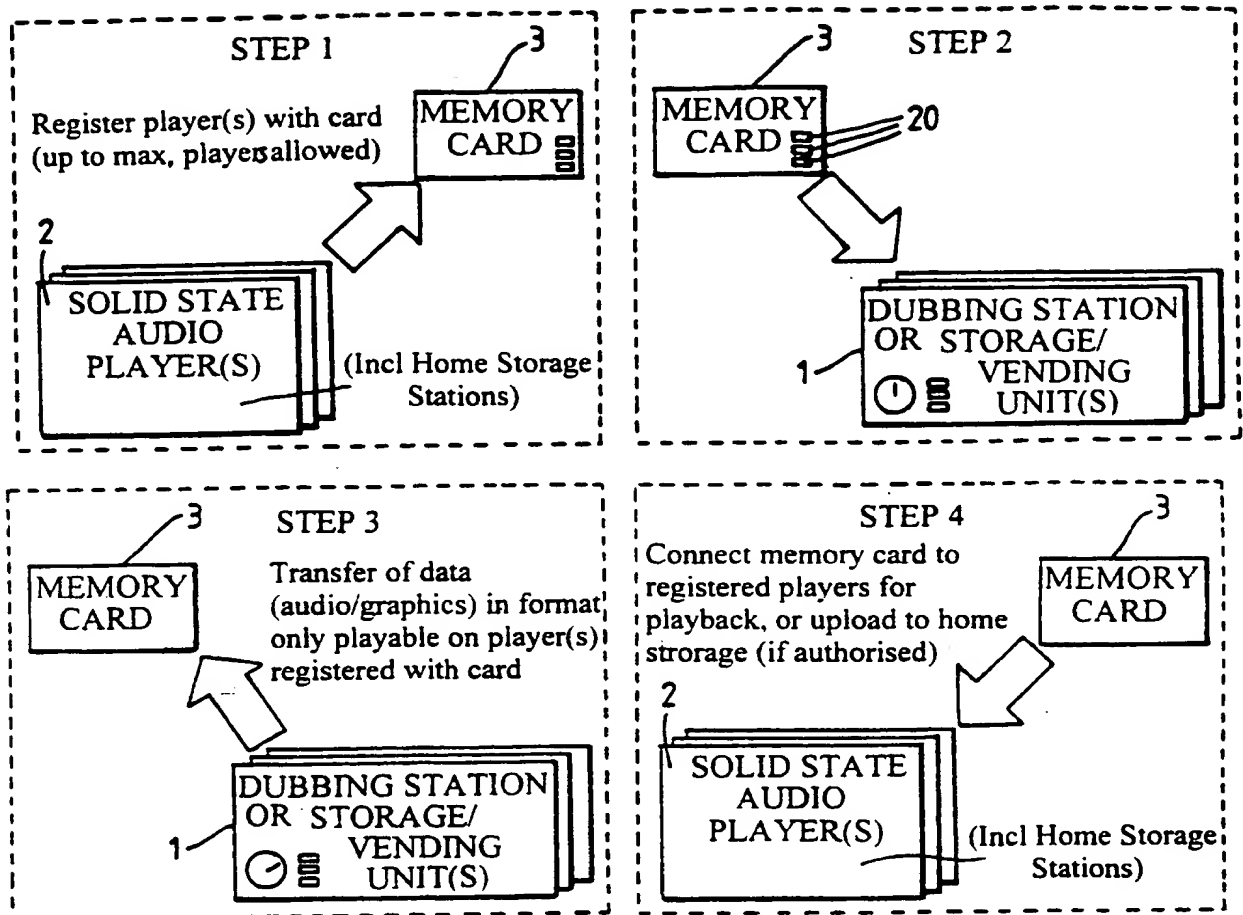 STEP 1
3
MEMORY
CARD
Register player(s) with card
(up to max, playersallowed)
2
SOLID STATE
AUDIO
PLAYER(S)
(Incl Home Storage
Stations)
STEP 2
3
MEMORY
CARD
20
DUBBING STATION
OR STORAGE/
VENDING
UNIT(S)
1
STEP 3
3
MEMORY
CARD
Transfer of data
(audio/graphics) in format
only playable on player(s)
registered with card
DUBBING STATION
OR STORAGE/
VENDING
UNIT(S)
1
STEP 4
3
Connect memory card to
registered players for
playback, or upload to home
strorage (if authorised)
MEMORY
CARD
2
SOLID STATE
AUDIO
PLAYER(S)
(Incl Home Storage
Stations)